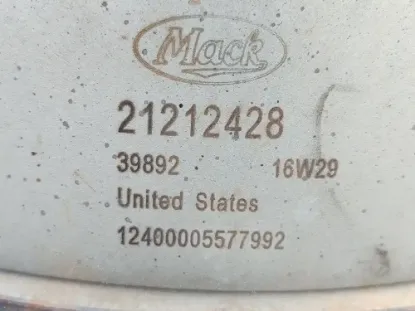 Mack
21212428
39892 16W29
United States
12400005577992